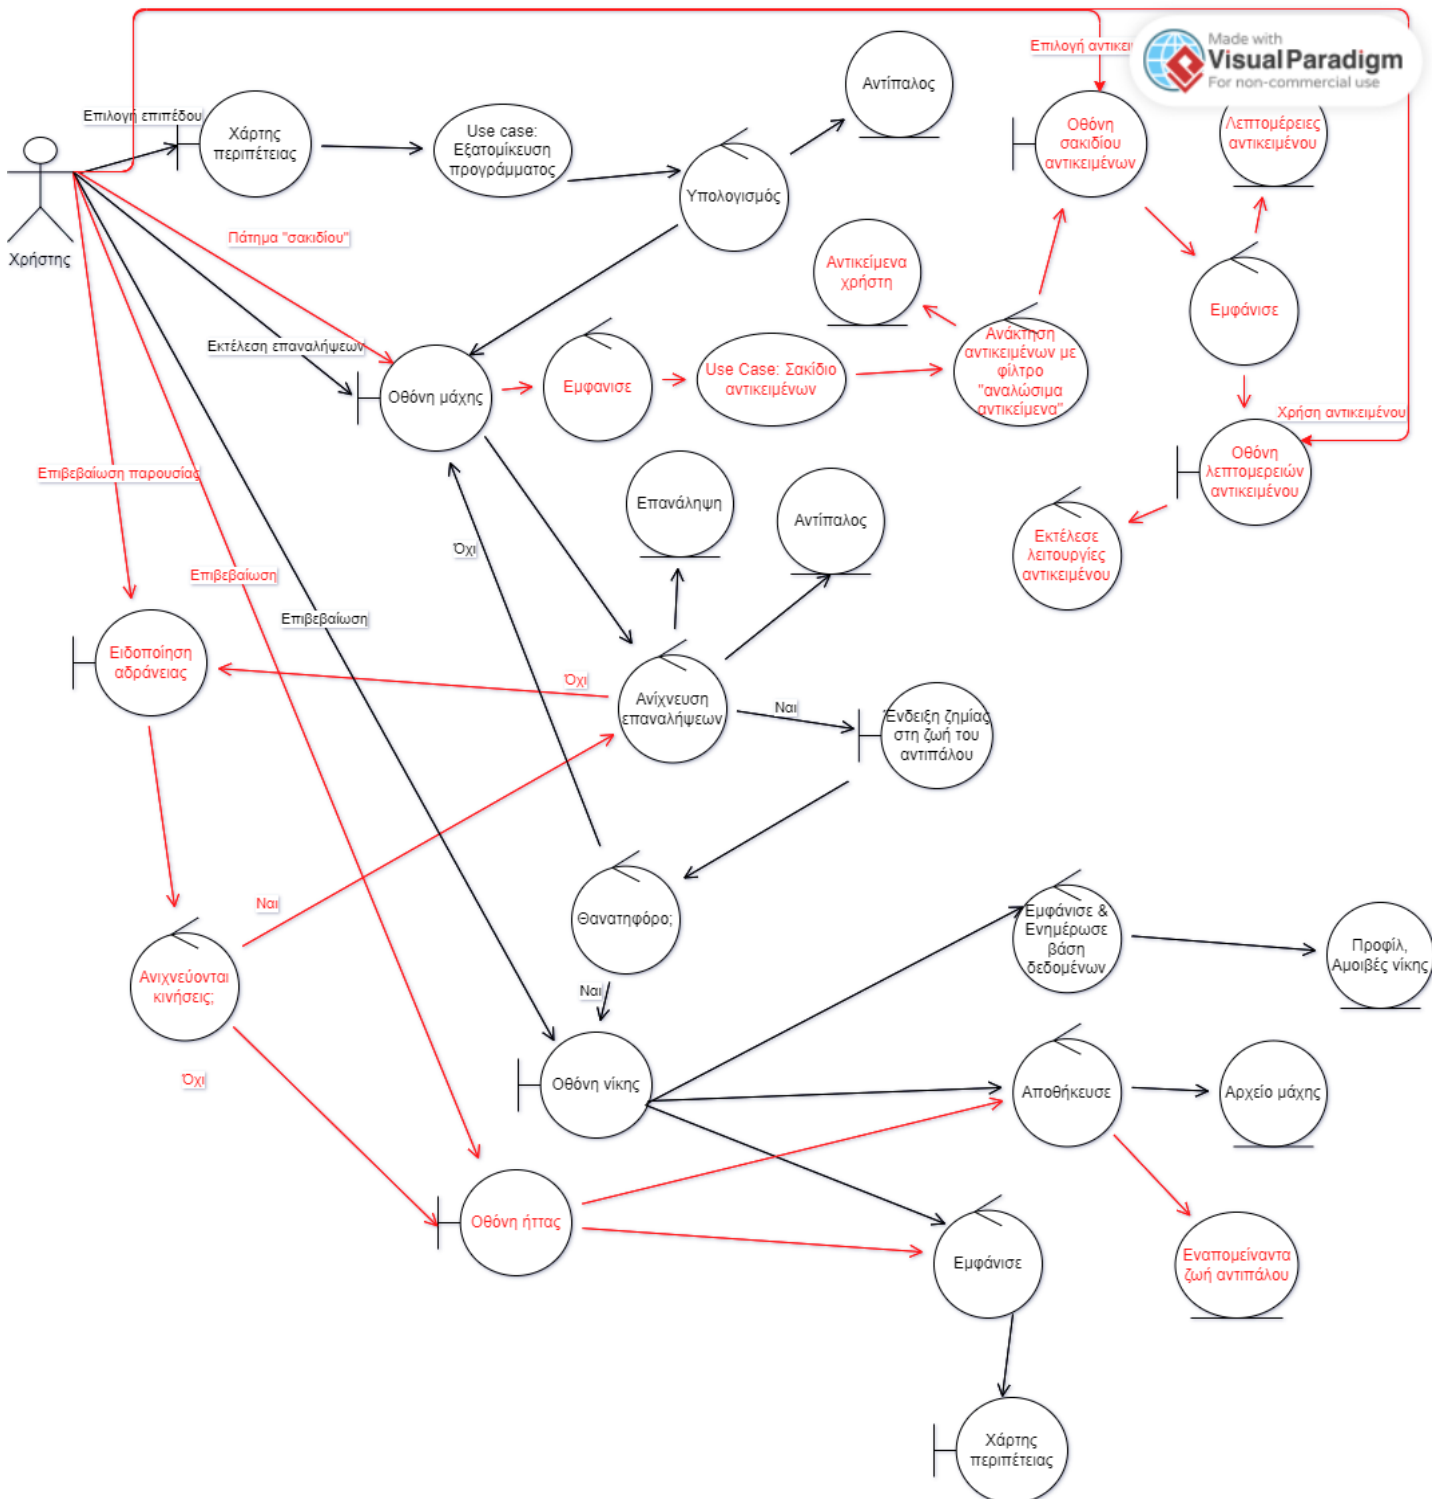 Επιλογή αντικει
Made with
Visual Paradigm
For non-commercial use
Αντίπαλος
Επιλογή επιπέδου
Χάρτης
περιπέτειας
Use case:
Εξατομίκευση
προγράμματος
Οθόνη
σακιδίου
αντικειμένων
Λεπτομέρειες
αντικειμένου
Υπολογισμός
Χρήστης
Πάτημα "σακιδίου"
Αντικείμενα
χρήστη
Εμφάνισε
Εκτέλεση επαναλήψεων
Οθόνη μάχης
Εμφανισε
Use Case: Σακίδιο
αντικειμένων
Ανάκτηση
αντικειμένων με
φίλτρο
"αναλώσιμα
αντικείμενα"
Χρήση αντικειμένου
Οθόνη
λεπτομερειών
αντικειμένου
Επιβεβαίωση παρουσίας
Επανάληψη
Αντίπαλος
Όχι
Εκτέλεσε
λειτουργίες
αντικειμένου
Επιβεβαίωση
Επιβεβαίωση
Ειδοποίηση
αδράνειας
Όχι
Ανίχνευση
επαναλήψεων
Ναι
Ένδειξη ζημίας
στη ζωή του
αντιπάλου
Ναι
Θανατηφόρο;
Εμφάνισε &
Ενημέρωσε
βάση
δεδομένων
Προφίλ,
Αμοιβές νίκης
Ανιχνεύονται
κινήσεις;
Ναι
Όχι
Οθόνη νίκης
Αποθήκευσε
Αρχείο μάχης
Οθόνη ήττας
Εμφάνισε
Εναπομείναντα
ζωή αντιπάλου
Χάρτης
περιπέτειας